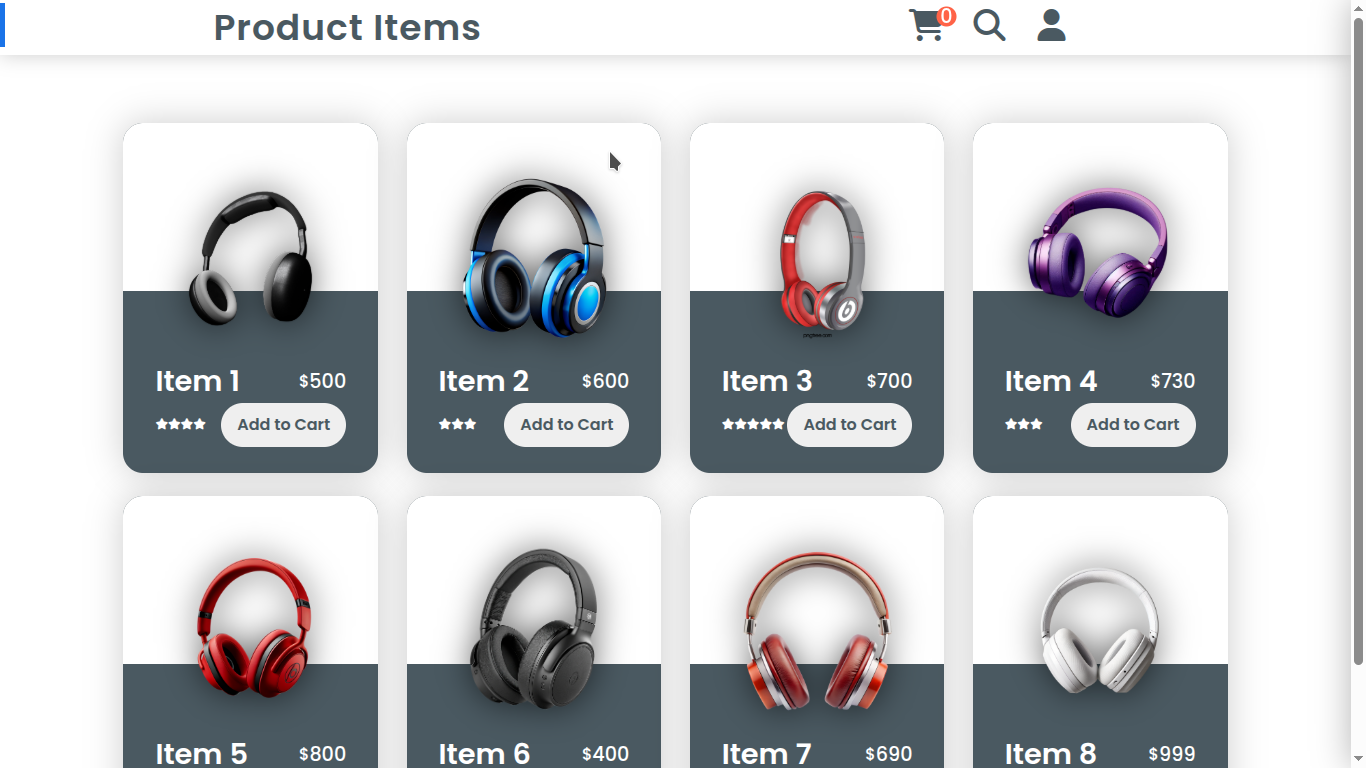 Product Items
0
Item 1 $500
Add to Cart
Item 2 $600
Add to Cart
Item 3 $700
Add to Cart
Item 4 $730
Add to Cart
Item 5 $800
Item 6 $400
Item 7 $690
Item 8 $999